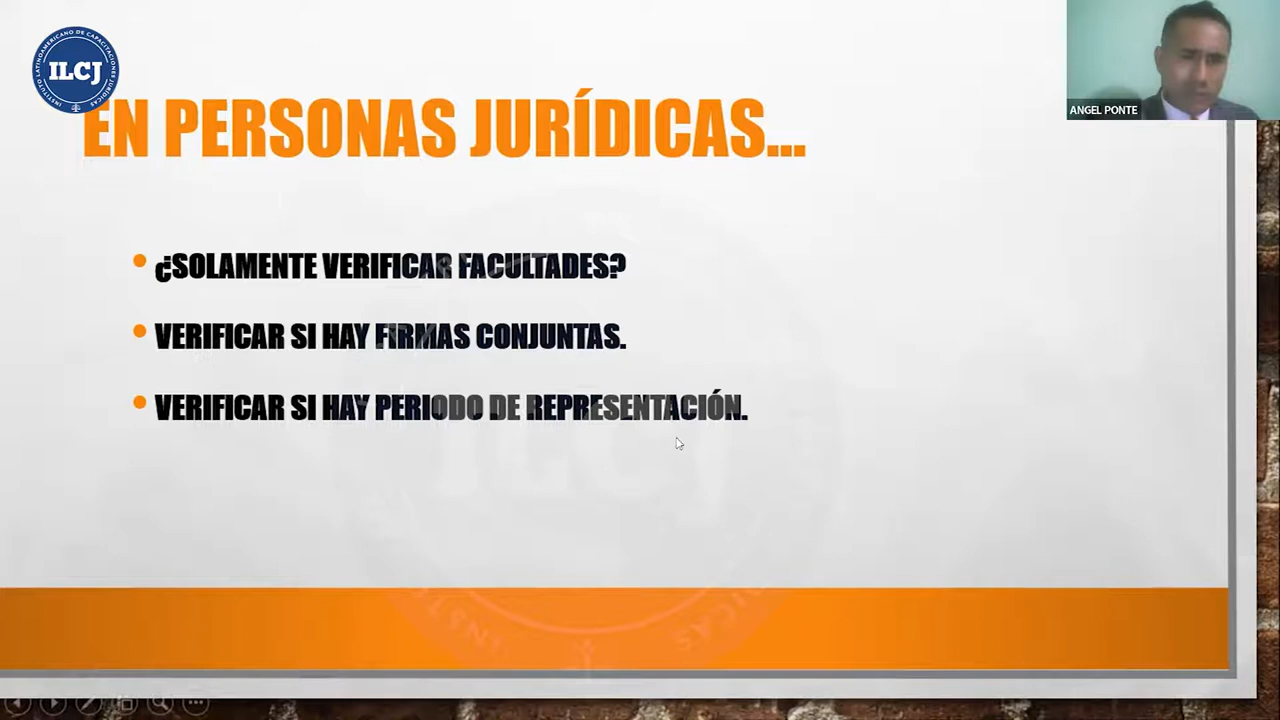 INSTITUTO LATINOAMERICANO DE CAPACITACIONES JURÍDICAS
ILCJ
ANGEL PONTE
EN PERSONAS JURÍDICAS...
• ¿SOLAMENTE VERIFICAR FACULTADES?
• VERIFICAR SI HAY FIRMAS CONJUNTAS.
• VERIFICAR SI HAY PERIODO DE REPRESENTACIÓN.
ILCJ